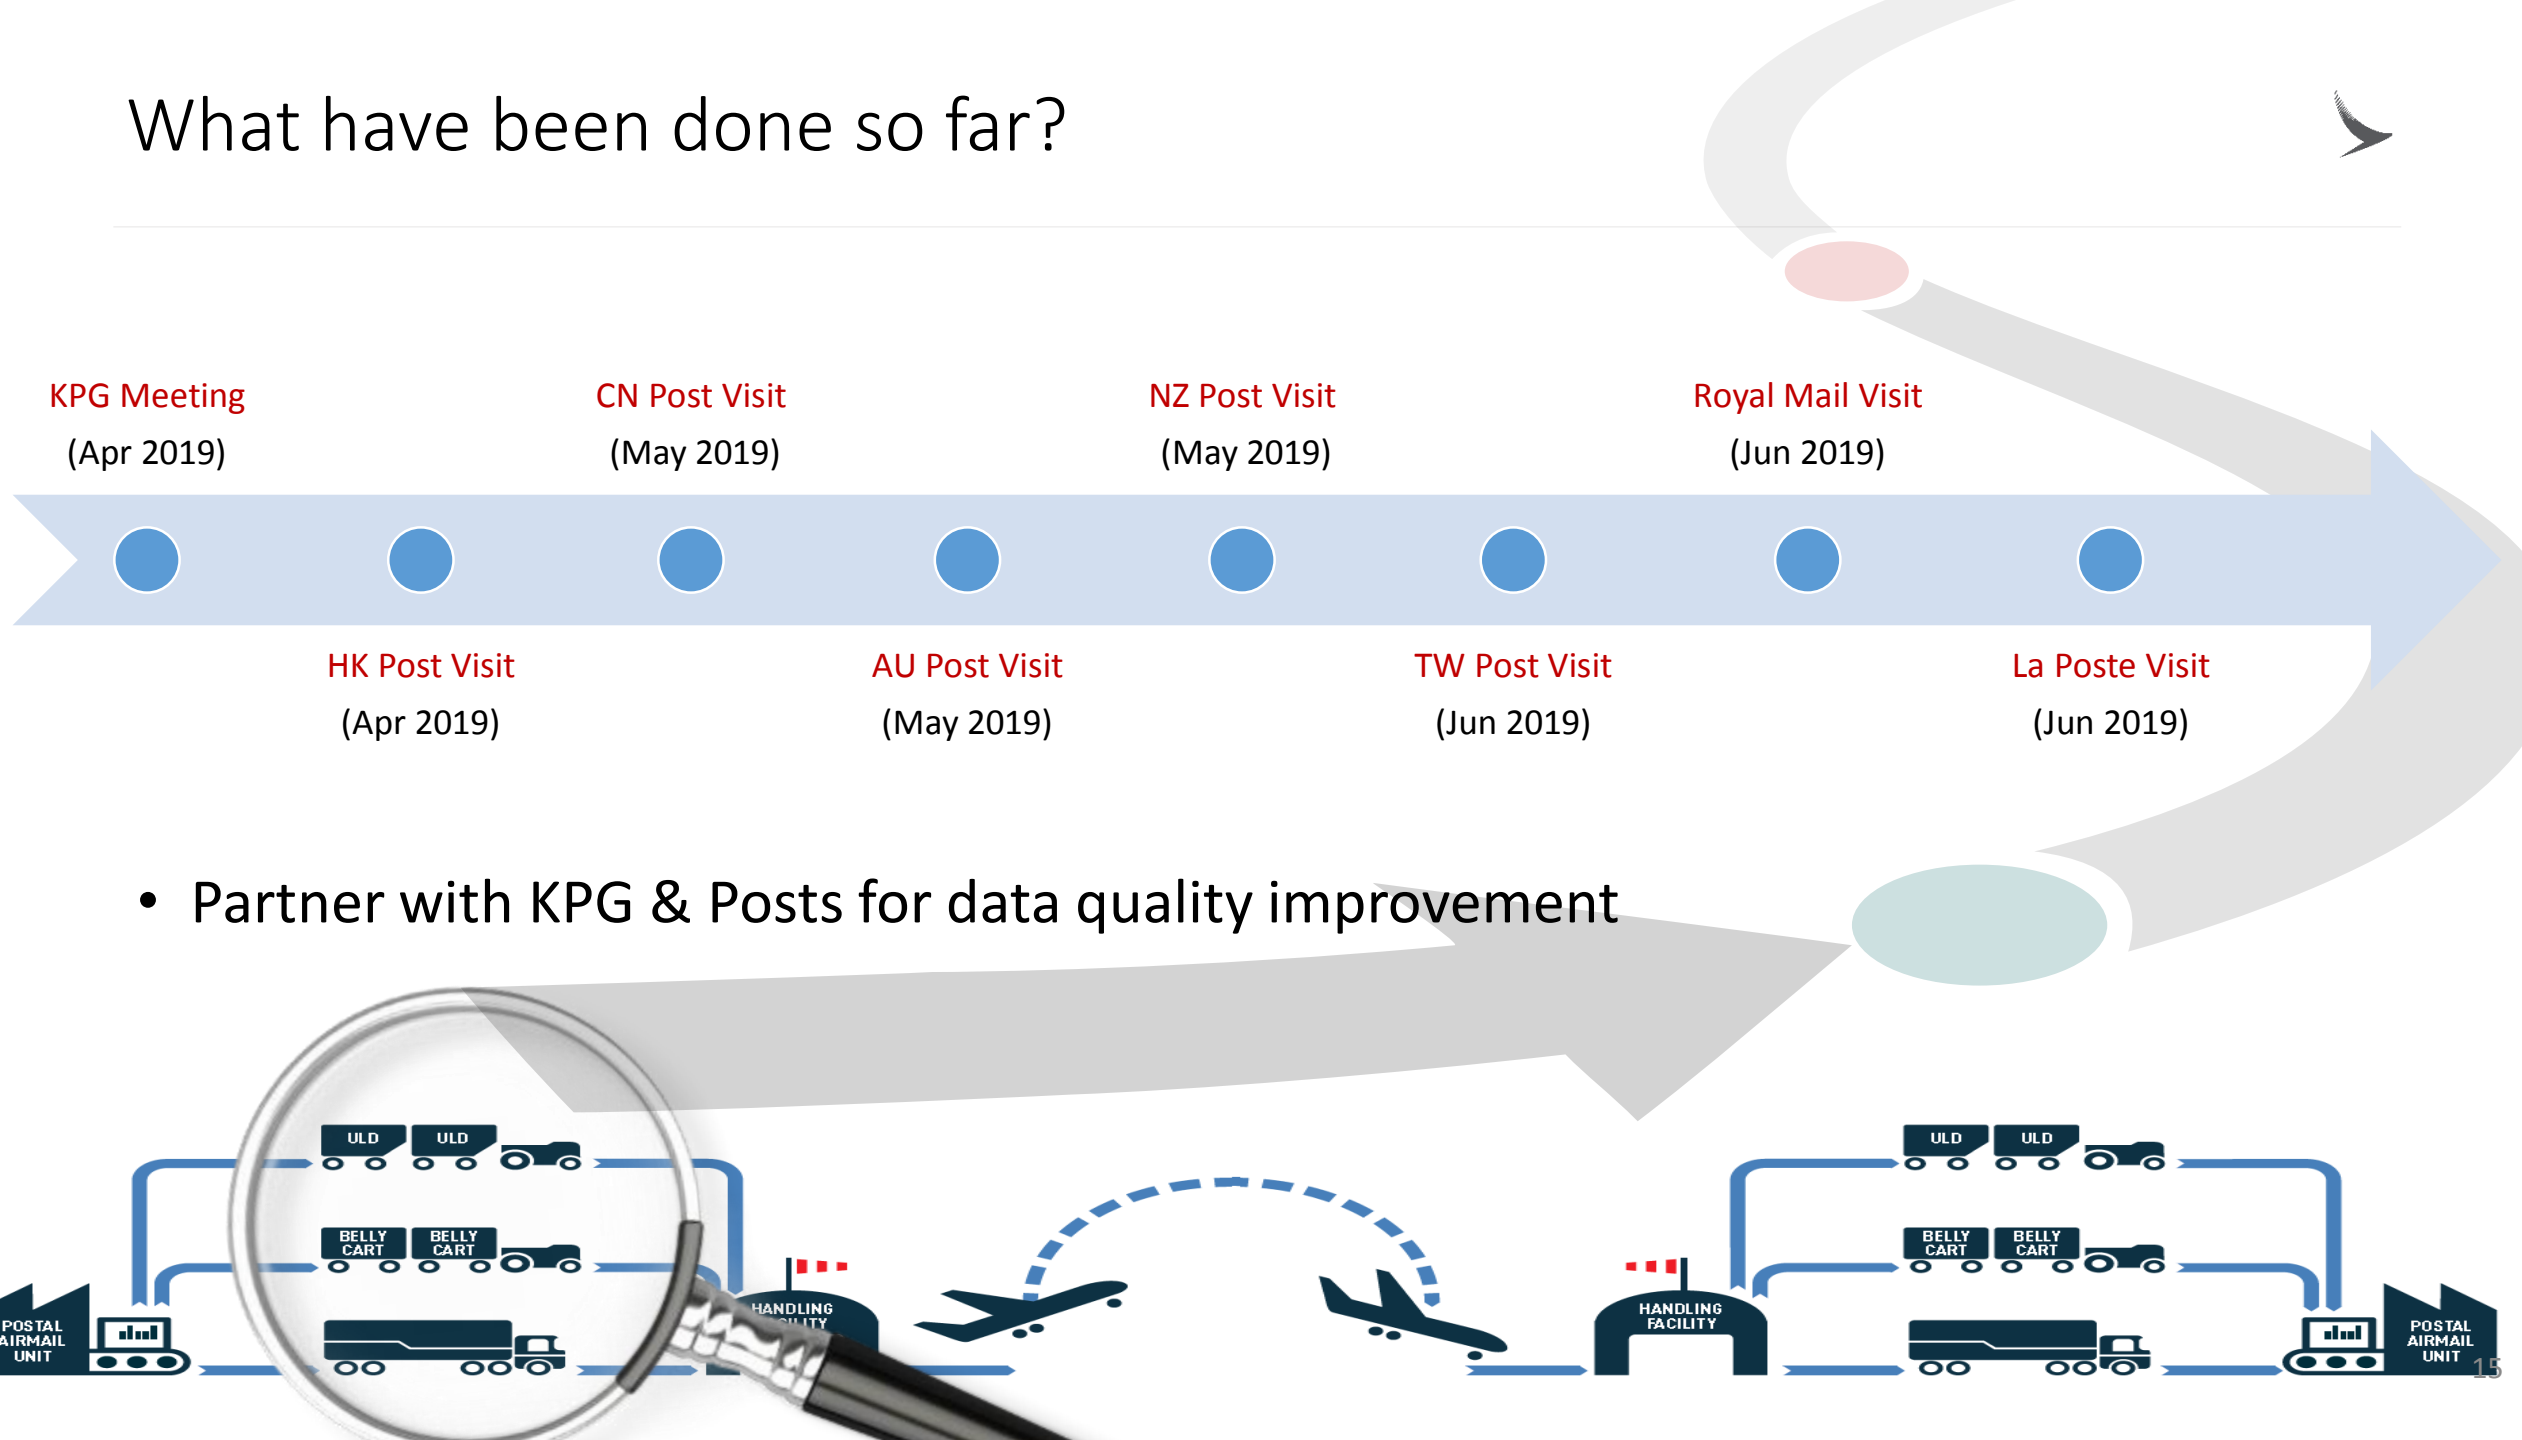 What have been done so far?
KPG Meeting
(Apr 2019)
CN Post Visit
(May 2019)
NZ Post Visit
(May 2019)
Royal Mail Visit
(Jun 2019)
HK Post Visit
(Apr 2019)
AU Post Visit
(May 2019)
TW Post Visit
(Jun 2019)
La Poste Visit
(Jun 2019)
• Partner with KPG & Posts for data quality improvement
ULD ULD
BELLY CART BELLY CART
POSTAL
AIRMAIL
UNIT
HANDLING
ULD ULD
BELLY CART BELLY CART
HANDLING
FACILITY
POSTAL
AIRMAIL
UNIT
15